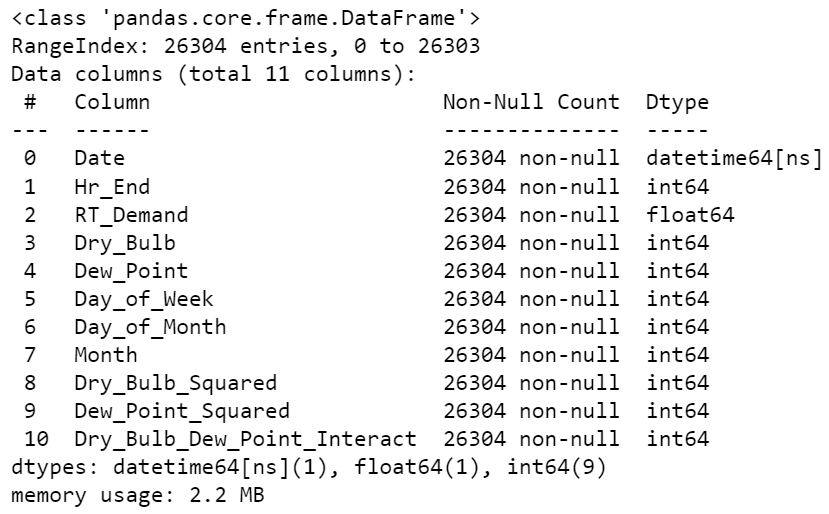 <class 'pandas.core.frame.DataFrame'>
RangeIndex: 26304 entries, 0 to 26303
Data columns (total 11 columns):
 #   Column                       Non-Null Count  Dtype
---  ------                       --------------  -----
 0   Date                         26304 non-null  datetime64[ns]
 1   Hr_End                       26304 non-null  int64
 2   RT_Demand                    26304 non-null  float64
 3   Dry_Bulb                     26304 non-null  int64
 4   Dew_Point                    26304 non-null  int64
 5   Day_of_Week                  26304 non-null  int64
 6   Day_of_Month                 26304 non-null  int64
 7   Month                        26304 non-null  int64
 8   Dry_Bulb_Squared             26304 non-null  int64
 9   Dew_Point_Squared            26304 non-null  int64
 10  Dry_Bulb_Dew_Point_Interact  26304 non-null  int64
dtypes: datetime64[ns](1), float64(1), int64(9)
memory usage: 2.2 MB